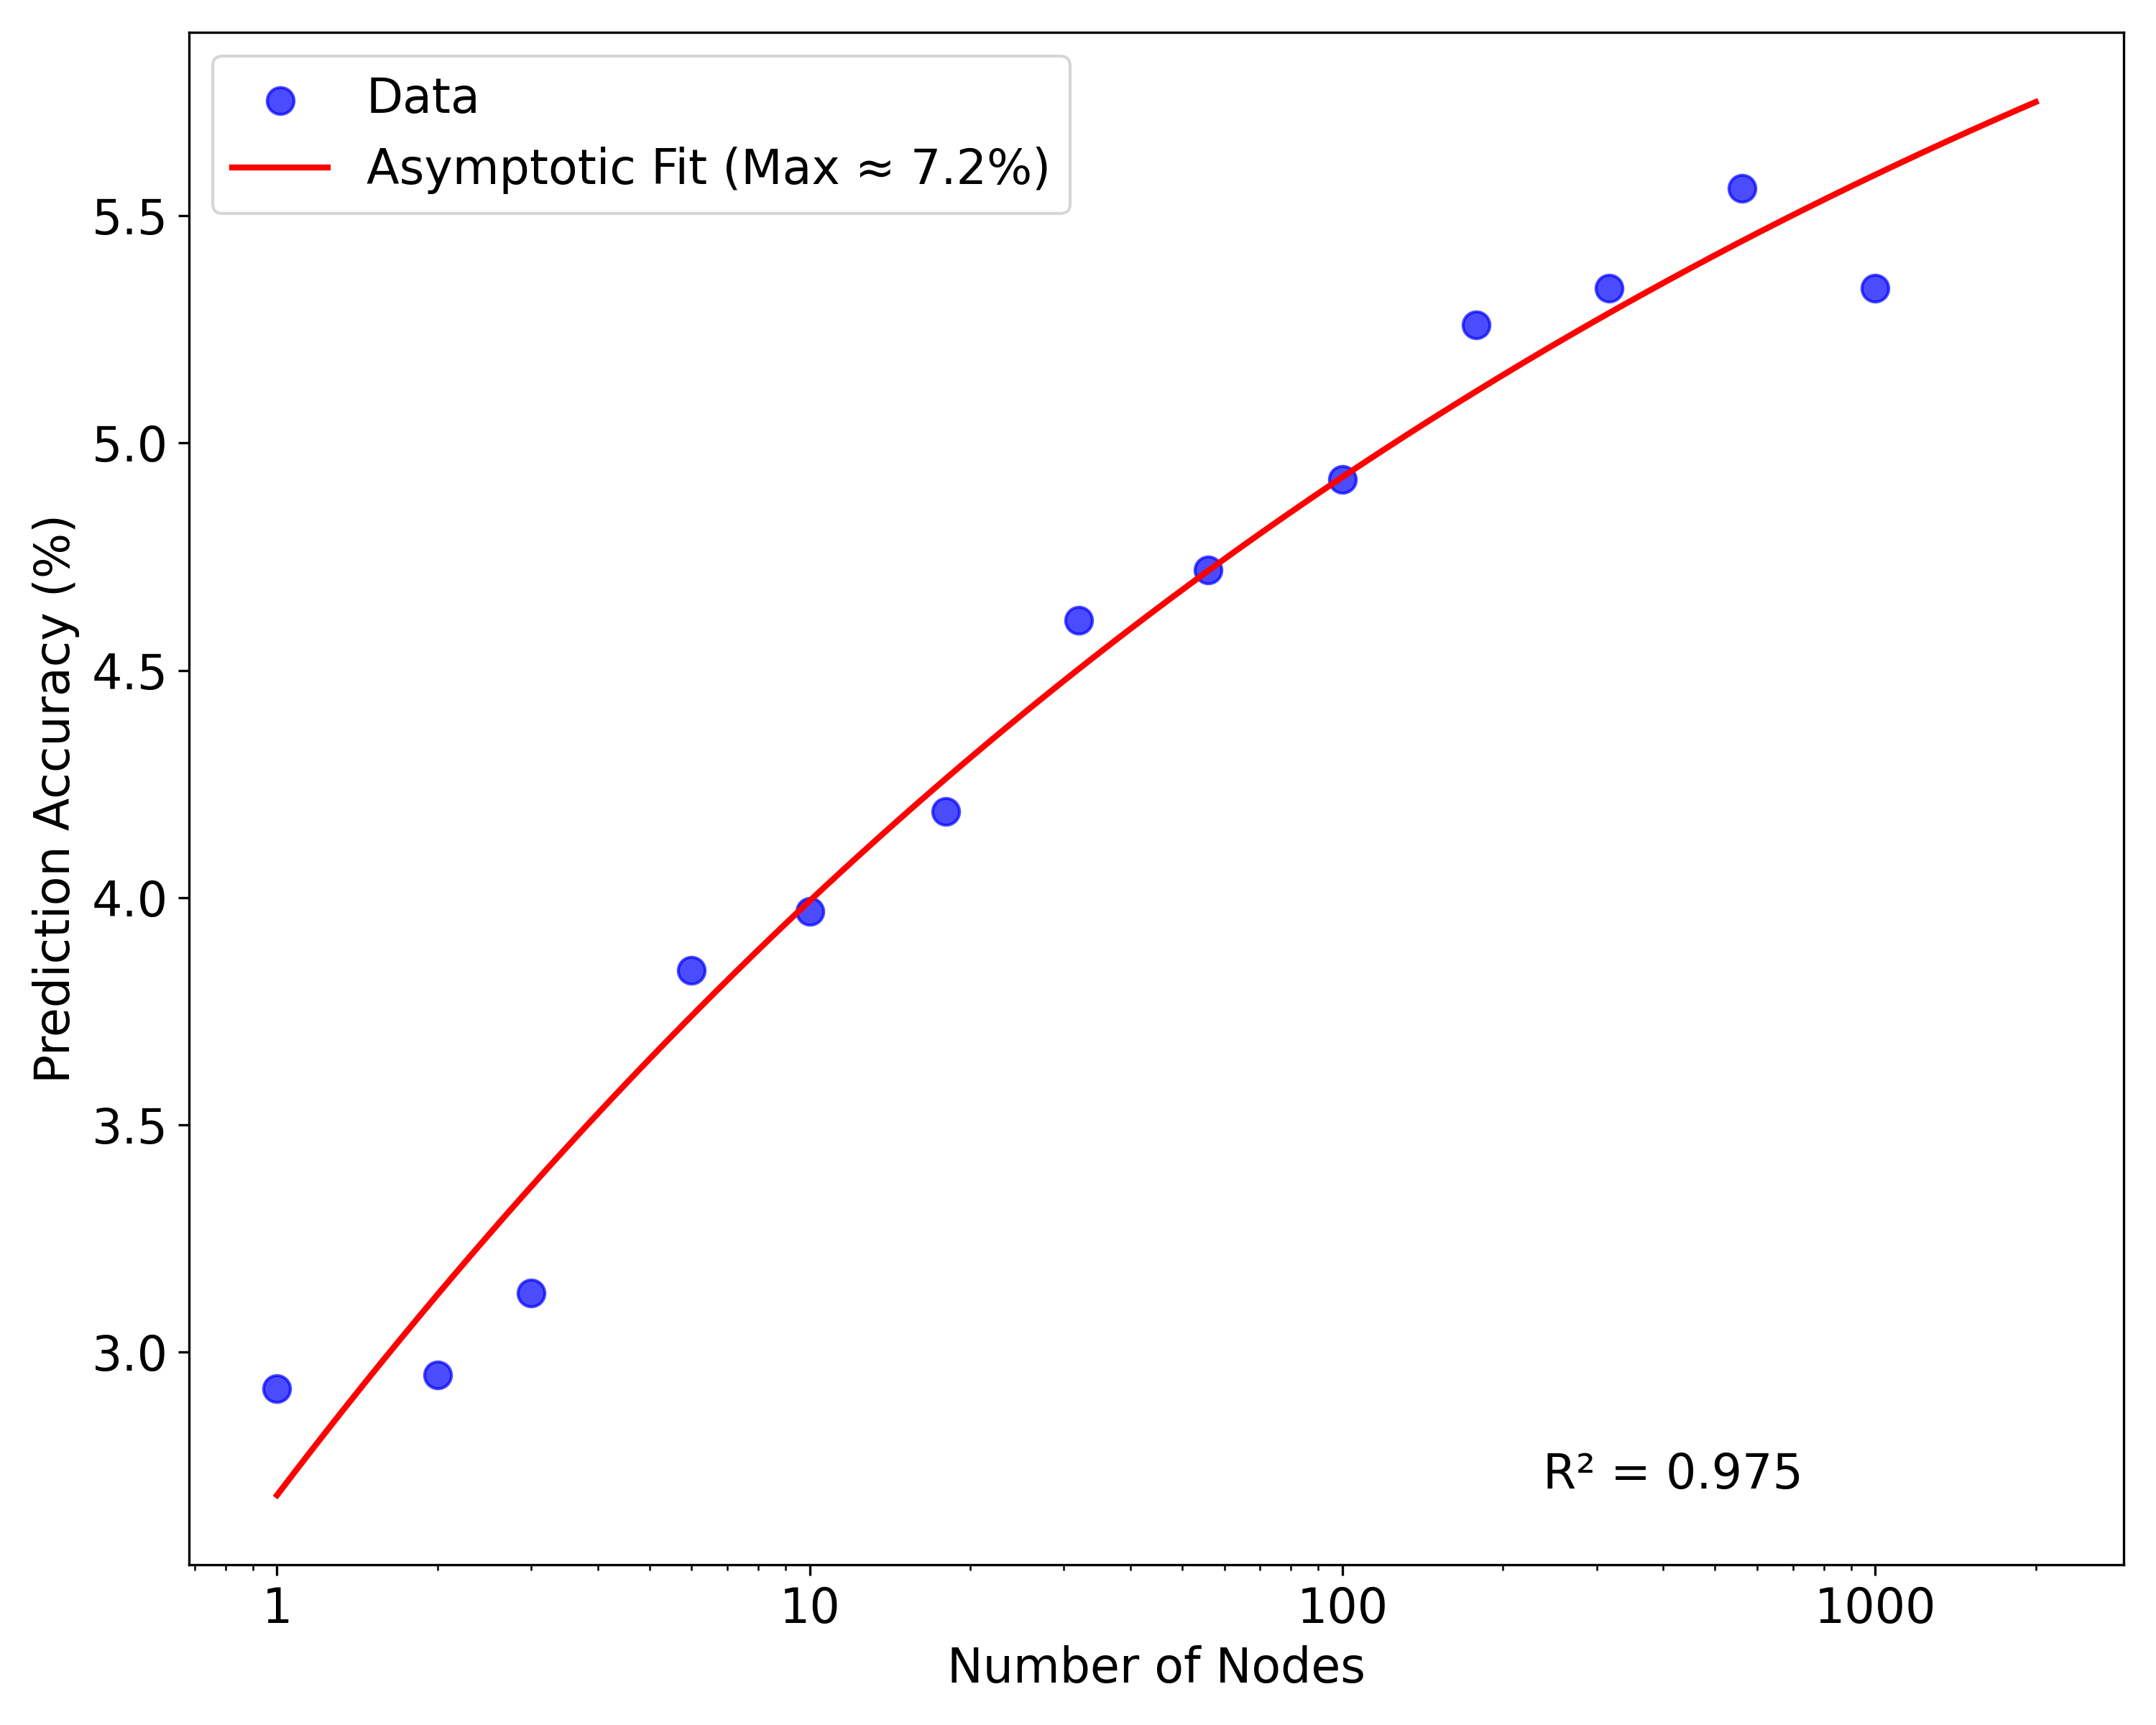 Data
Asymptotic Fit (Max ≈ 7.2%)
Prediction Accuracy (%)
5.5
5.0
4.5
4.0
3.5
3.0
R² = 0.975
1 10 100 1000
Number of Nodes